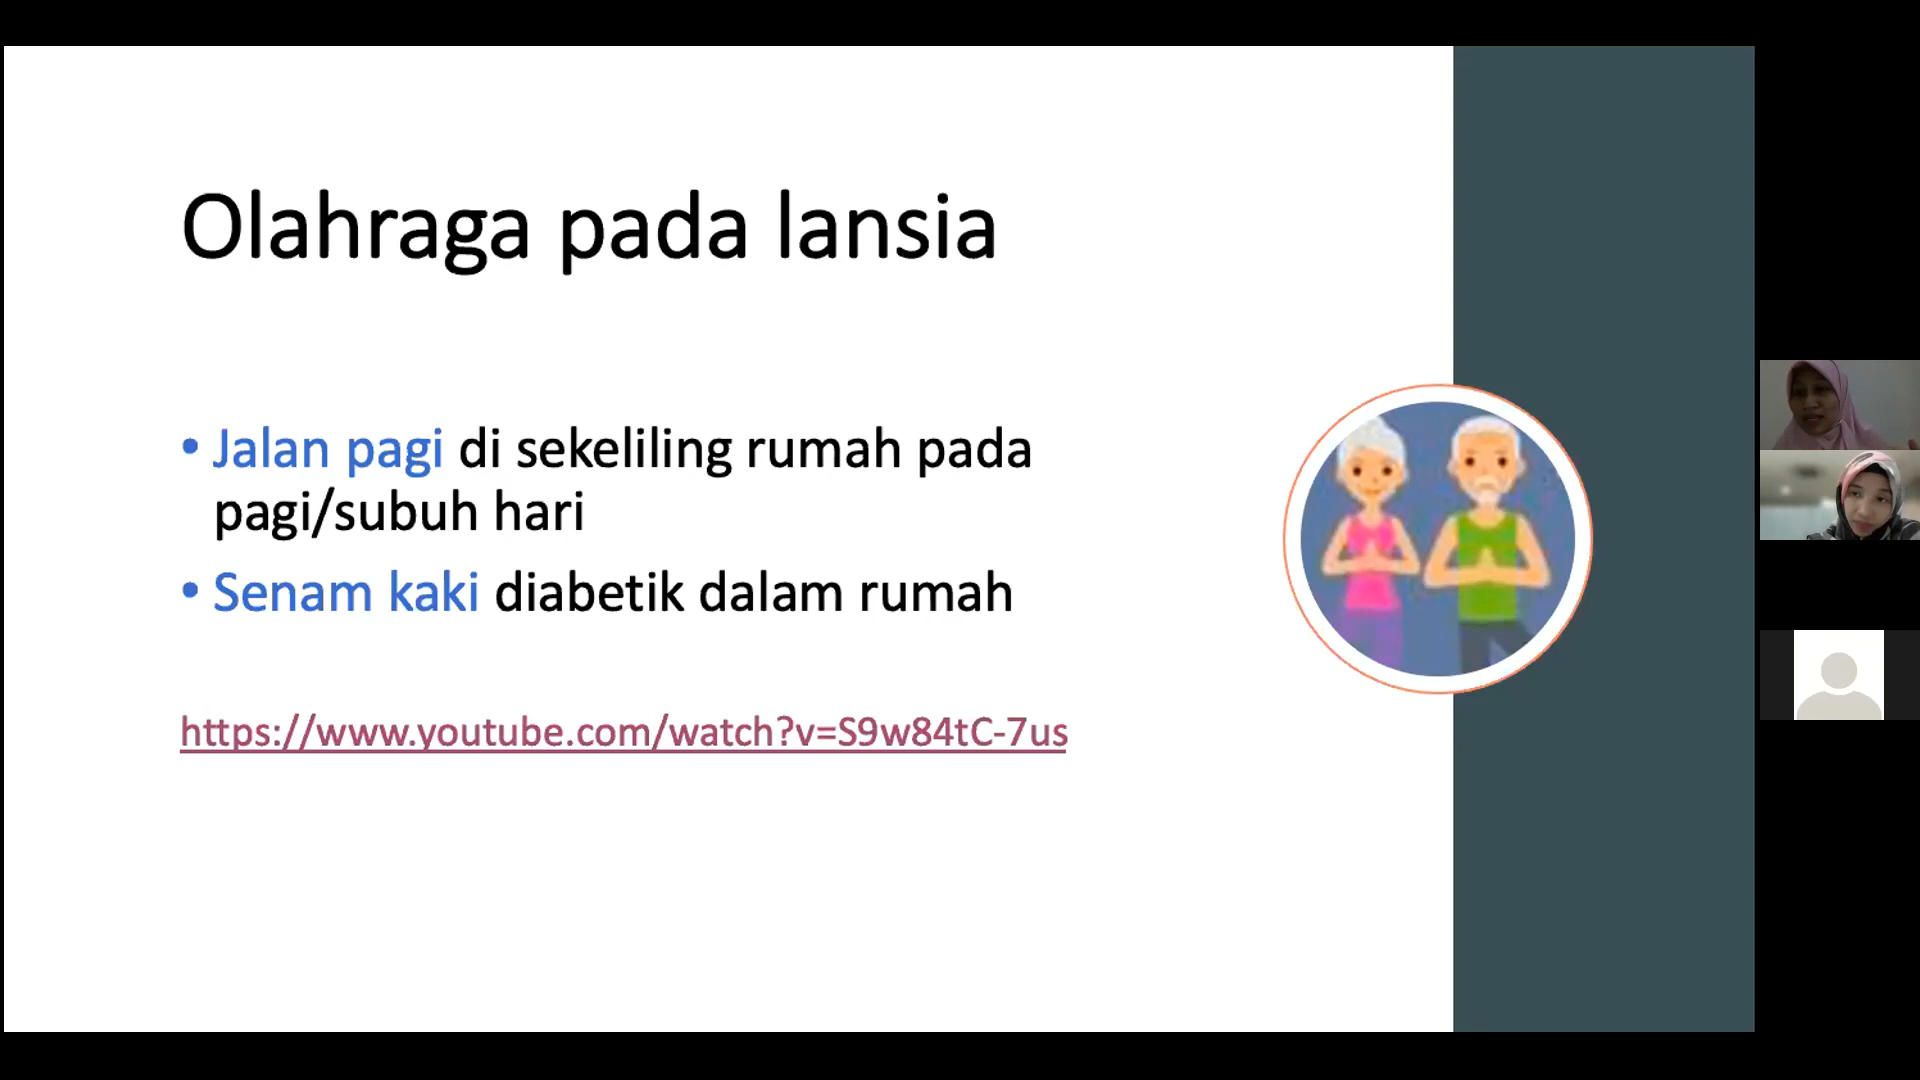 Olahraga pada lansia
• Jalan pagi di sekeliling rumah pada
pagi/subuh hari
• Senam kaki diabetik dalam rumah
https://www.youtube.com/watch?v=S9w84tC-7us